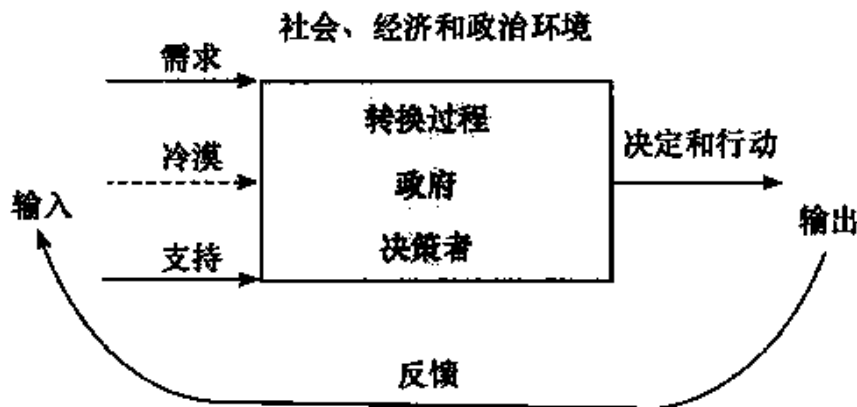 社会、经济和政治环境
需求
转换过程
冷漠
决定和行动
政府
输入
输出
支持
决策者
反馈